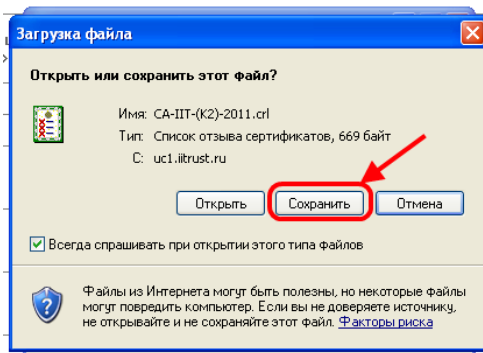 Загрузка файла
Открыть или сохранить этот файл?
Имя: CA-IIT-(K2)-2011.crl
Тип: Список отзыва сертификатов, 669 байт
С: uc1.iitrust.ru
Открыть Сохранить Отмена
Всегда спрашивать при открытии этого типа файлов
Файлы из Интернета могут быть полезны, но некоторые файлы
могут повредить компьютер. Если вы не доверяете источнику,
не открывайте и не сохраняйте этот файл. Факторы риска